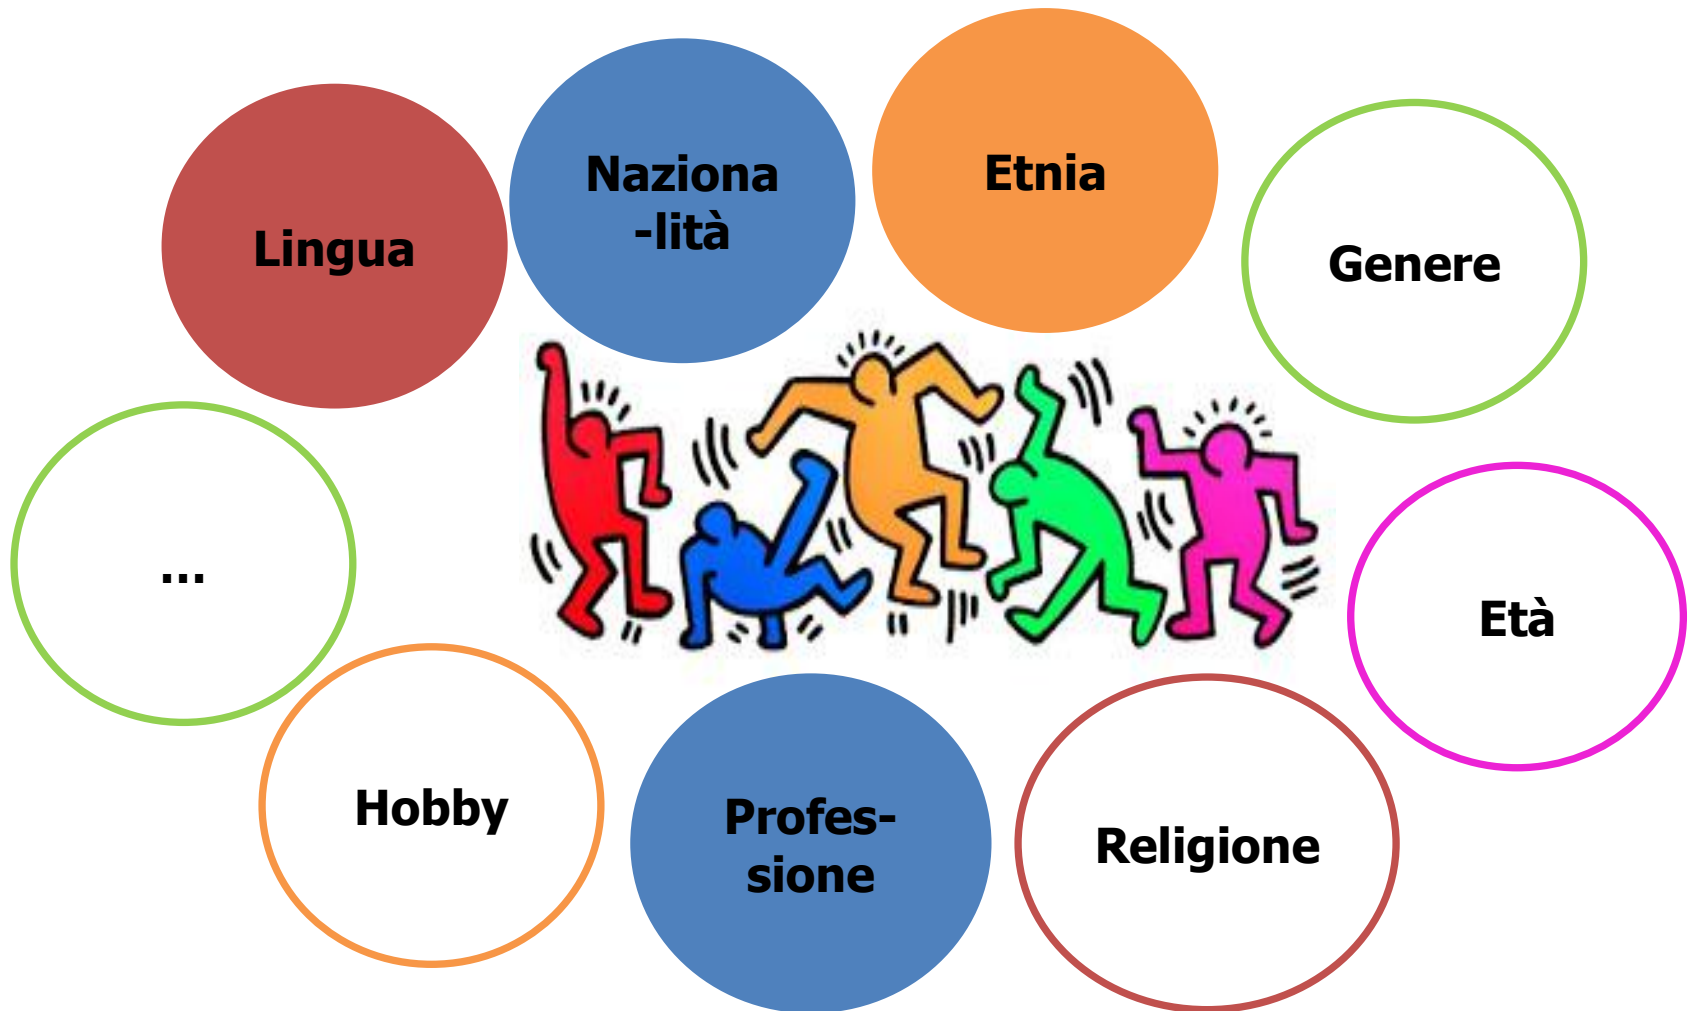 Lingua
Naziona
-lità
Etnia
Genere
...
Età
Hobby
Profes-
sione
Religione